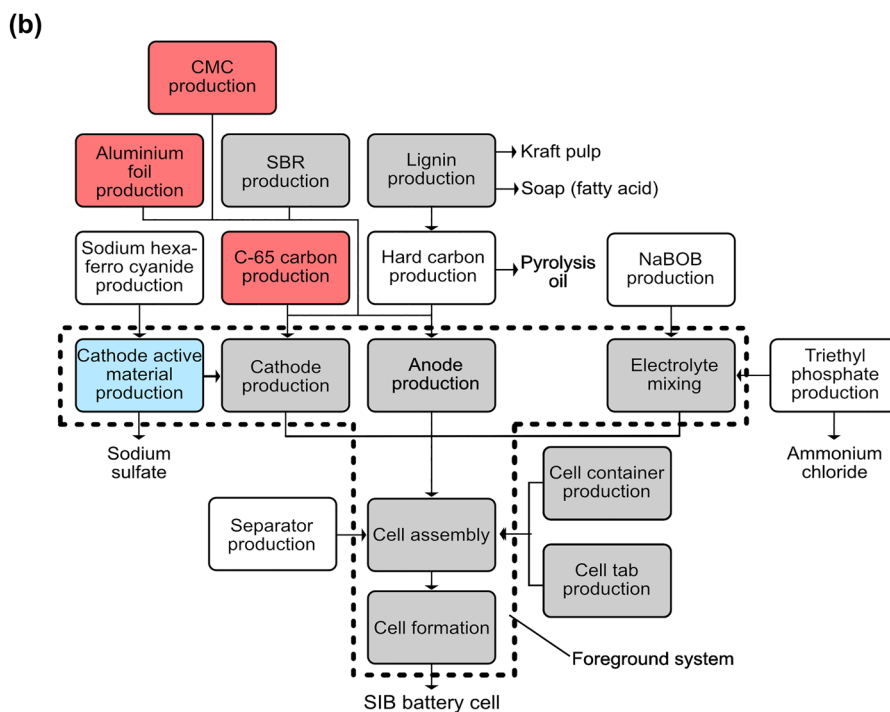 (b)
CMC
production
Aluminium
foil
production
SBR
production
Lignin
production
Kraft pulp
Soap (fatty acid)
Sodium hexa-
ferro cyanide
production
C-65 carbon
production
Hard carbon
production
Pyrolysis
oil
NaBOB
production
Cathode active
material
production
Cathode
production
Anode
production
Electrolyte
mixing
Triethyl
phosphate
production
Sodium
sulfate
Ammonium
chloride
Cell container
production
Separator
production
Cell assembly
Cell tab
production
Cell formation
Foreground system
SIB battery cell